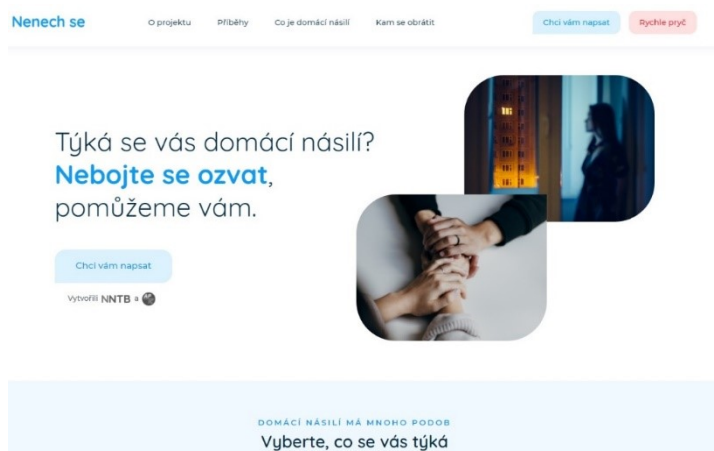 Nenech se
O projektu
Příběhy
Co je domácí násilí
Kam se obrátit
Chci vám napsat
Rychle pryč
Týká se vás domácí násilí?
Nebojte se ozvat,
pomůžeme vám.
Chci vám napsat
Vytvořili NNTB a
DOMÁCÍ NÁSILÍ MÁ MNOHO PODOB
Vyberte, co se vás týká